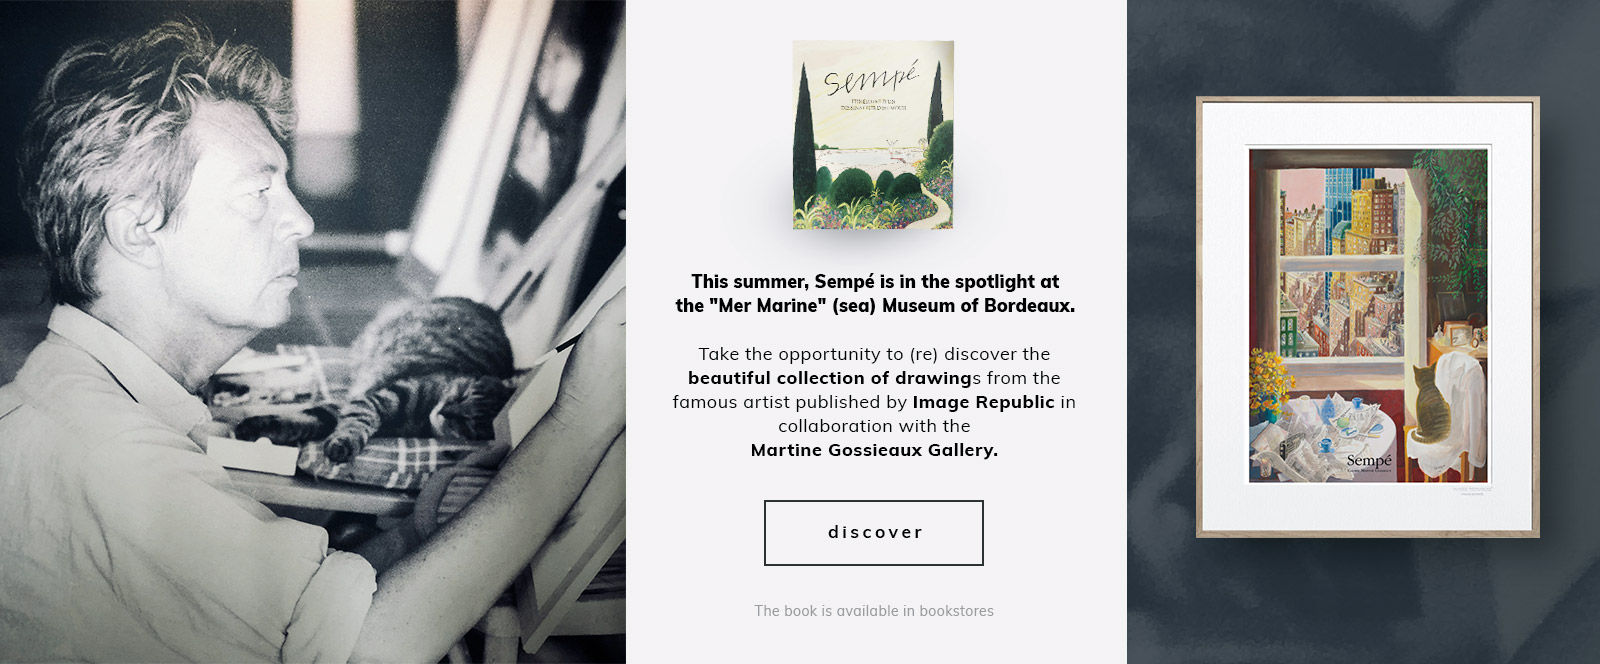 Sempé
This summer, Sempé is in the spotlight at
the "Mer Marine" (sea) Museum of Bordeaux.
Take the opportunity to (re) discover the
beautiful collection of drawings from the
famous artist published by Image Republic in
collaboration with the
Martine Gossieaux Gallery.
discover
The book is available in bookstores
Sempé